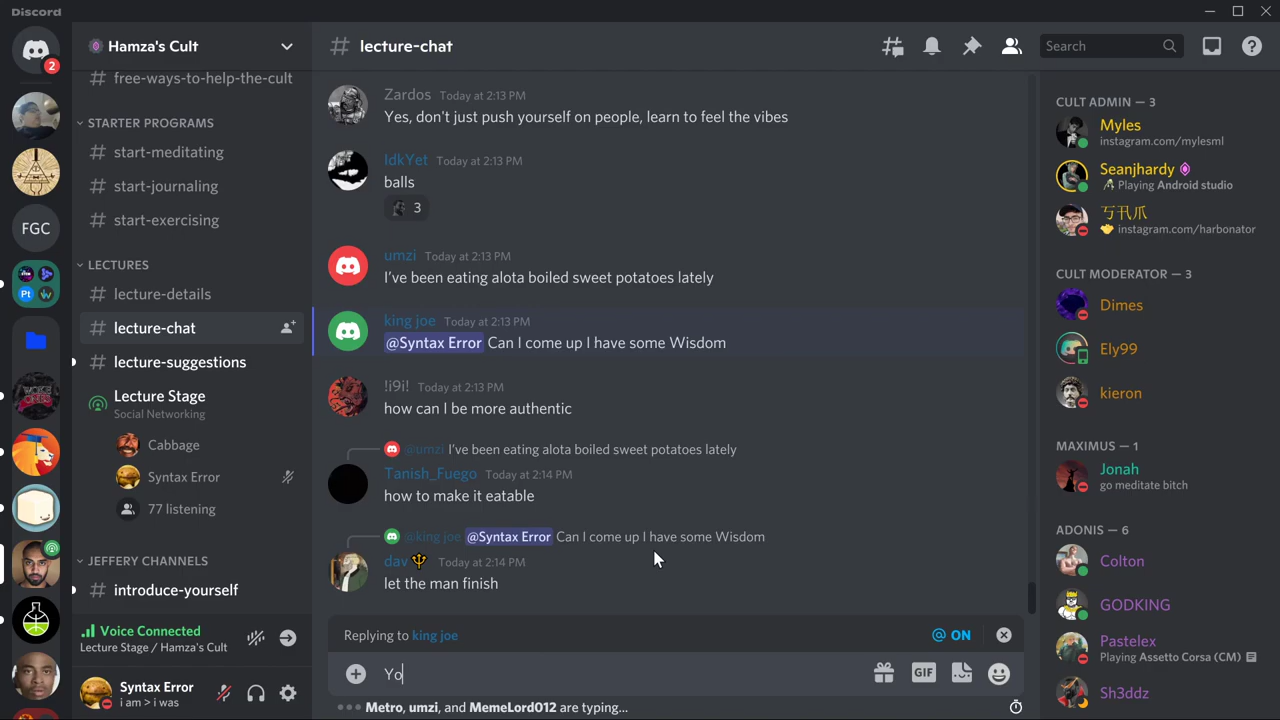 Discord
2
FGC
Hamza's Cult
free-ways-to-help-the-cult
STARTER PROGRAMS
start-meditating
start-journaling
start-exercising
LECTURES
lecture-details
lecture-chat
lecture-suggestions
Lecture Stage
Social Networking
Cabbage
Syntax Error
77 listening
JEFFERY CHANNELS
introduce-yourself
Voice Connected
Lecture Stage / Hamza's Cult
Syntax Error
i am > i was
# lecture-chat
Search
Zardos Today at 2:13 PM
Yes, don't just push yourself on people, learn to feel the vibes
IdkYet Today at 2:13 PM
balls
3
umzi Today at 2:13 PM
I've been eating alota boiled sweet potatoes lately
king joe Today at 2:13 PM
@Syntax Error Can I come up I have some Wisdom
!i9i! Today at 2:13 PM
how can I be more authentic
@umzi I've been eating alota boiled sweet potatoes lately
Tanish_Fuego Today at 2:14 PM
how to make it eatable
@king joe @Syntax Error Can I come up I have some Wisdom
dav Today at 2:14 PM
let the man finish
Replying to king joe
@ ON
Yo
GIF
Metro, umzi, and MemeLord012 are typing...
CULT ADMIN — 3
Myles
instagram.com/mylesml
Seanjhardy
Playing Android studio
instagram.com/harbonator
CULT MODERATOR — 3
Dimes
Ely99
kieron
MAXIMUS — 1
Jonah
go meditate bitch
ADONIS — 6
Colton
GODKING
Pastelex
Playing Assetto Corsa (CM)
Sh3ddz